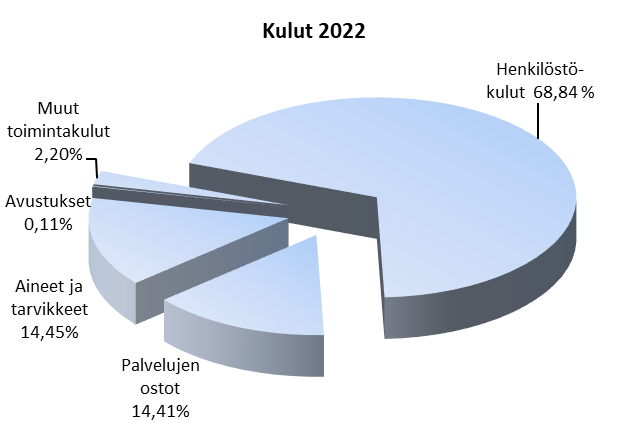 Kulut 2022
Henkilöstö-
kulut 68,84 %
Muut
toimintakulut
2,20%
Avustukset
0,11%
Aineet ja
tarvikkeet
14,45%
Palvelujen
ostot
14,41%